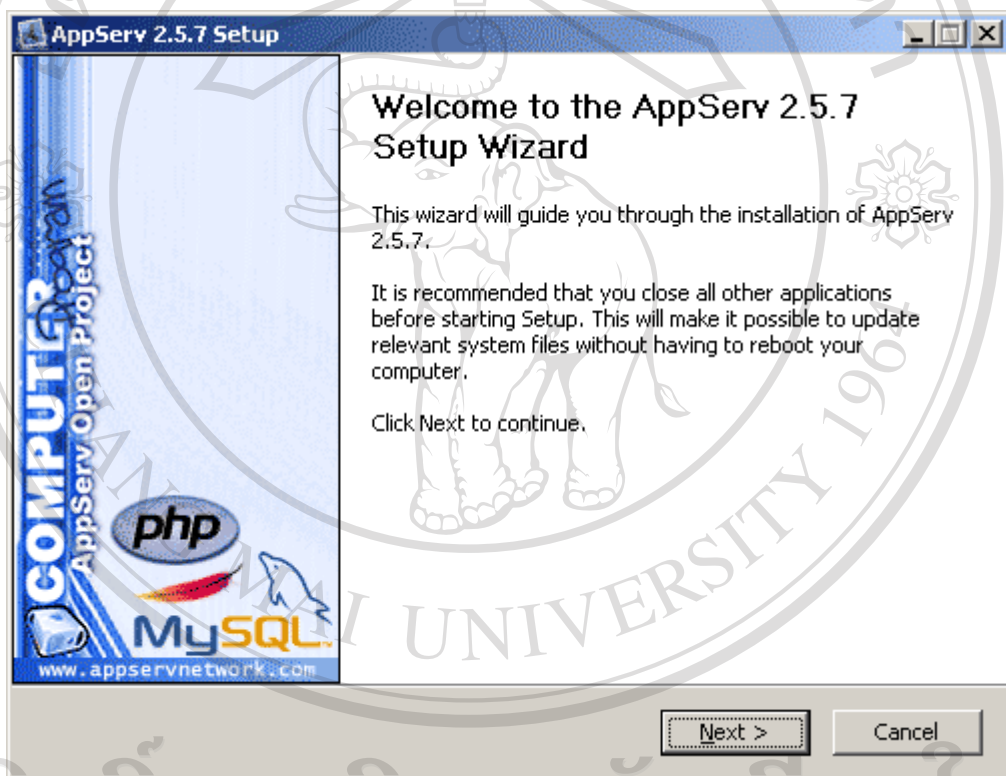 AppServ 2.5.7 Setup
Welcome to the AppServ 2.5.7
Setup Wizard
This wizard will guide you through the installation of AppServ
2.5.7.
It is recommended that you close all other applications
before starting Setup. This will make it possible to update
relevant system files without having to reboot your
computer.
Click Next to continue.
COMPUTER
Program
AppServ Open Project
php
MySQL
www.appservnetwork.com
MAI UNIVERSITY 1964
Next >
Cancel